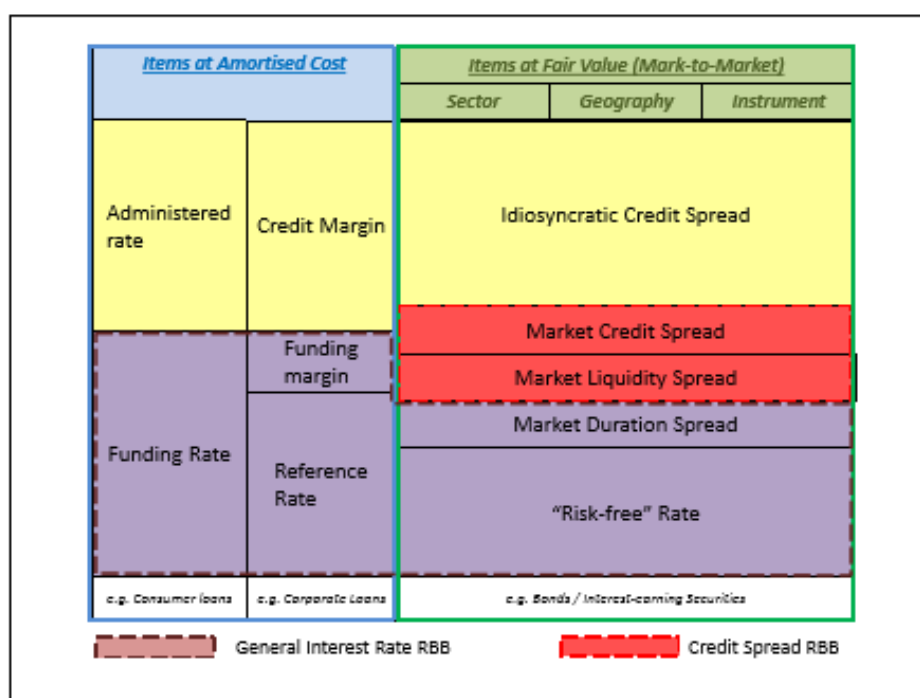 Items at Amortised Cost
Items at Fair Value (Mark-to-Market)
Sector
Geography
Instrument
Administered
rate
Credit Margin
Idiosyncratic Credit Spread
Market Credit Spread
Funding
margin
Market Liquidity Spread
Market Duration Spread
Funding Rate
Reference
Rate
“Risk-free” Rate
e.g. Consumer loans
e.g. Corporate Loans
e.g. Bonds / Interest-earning Securities
General Interest Rate RBB
Credit Spread RBB